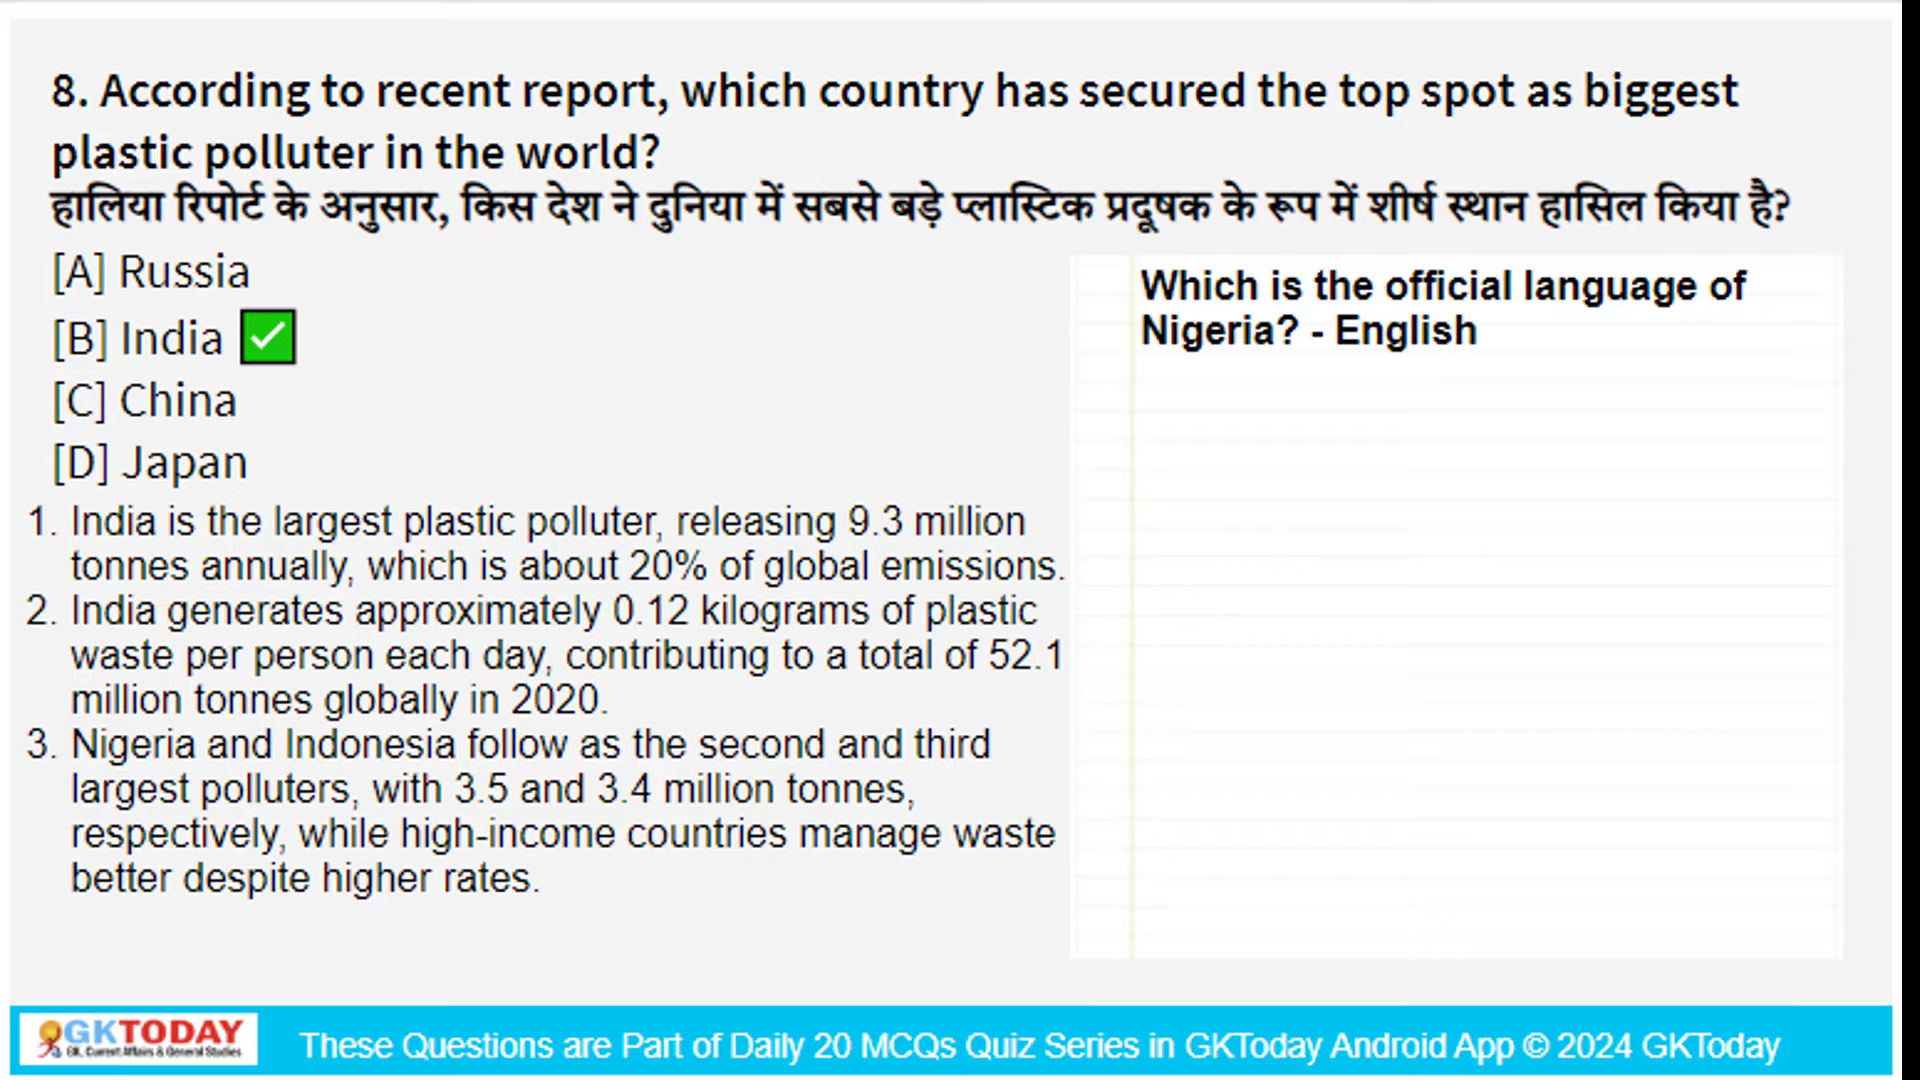 8. According to recent report, which country has secured the top spot as biggest
plastic polluter in the world?
हालिया रिपोर्ट के अनुसार, किस देश ने दुनिया में सबसे बड़े प्लास्टिक प्रदूषक के रूप में शीर्ष स्थान हासिल किया है?
[A] Russia
[B] India
[C] China
[D] Japan
1. India is the largest plastic polluter, releasing 9.3 million
tonnes annually, which is about 20% of global emissions.
2. India generates approximately 0.12 kilograms of plastic
waste per person each day, contributing to a total of 52.1
million tonnes globally in 2020.
3. Nigeria and Indonesia follow as the second and third
largest polluters, with 3.5 and 3.4 million tonnes,
respectively, while high-income countries manage waste
better despite higher rates.
Which is the official language of
Nigeria? - English
GKTODAY
GK, Current Affairs & General Studies
These Questions are Part of Daily 20 MCQs Quiz Series in GKToday Android App © 2024 GKToday